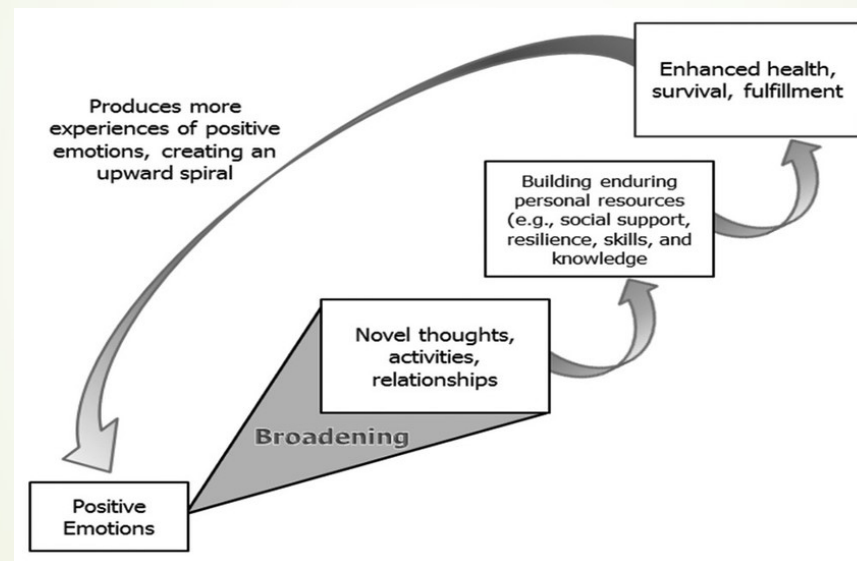 Enhanced health,
survival, fulfillment
Produces more
experiences of positive
emotions, creating an
upward spiral
Building enduring
personal resources
(e.g., social support,
resilience, skills, and
knowledge
Novel thoughts,
activities,
relationships
Broadening
Positive
Emotions